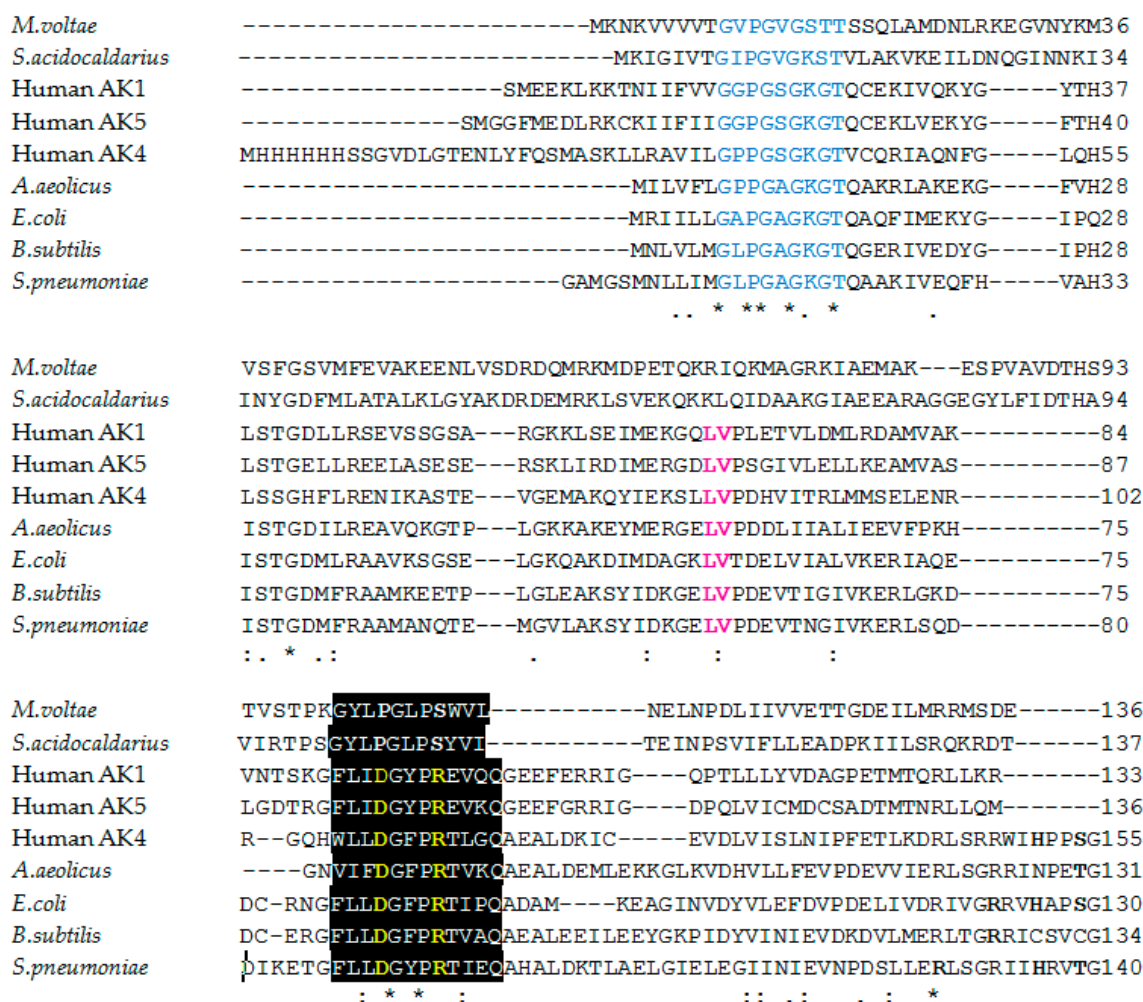 M.voltae ------------------------MKNKVVVVTGVPGVGSTTSSQLAMDNLRKEGVNYKM36
S.acidocaldarius --------------------------MKIGIVTGIPGVGKSTVLAKVKEILDNQGINNKI34
Human AK1 ------------------SMEEKLKKTNIIFVVGGPGSGKGTQCEKIVQKYG-----YTH37
Human AK5 ---------------SMGGFMEDLRKCKIIFIIGGPGSGKGTQCEKLVEKYG-----FTH40
Human AK4 MHHHHHHSSGVDLGTENLYFQSMASKLLRAVILGPPGSGKGTVCQRIAQNFG-----LQH55
A.aeolicus ---------------------------MILVFLGPPGAGKGTQAKRLAKEKG-----FVH28
E.coli ---------------------------MRIILLGAPGAGKGTQAQFIMEKYG-----IPQ28
B.subtilis ---------------------------MNLVLMGLPGAGKGTQGERIVEDYG-----IPH28
S.pneumoniae ----------------------GAMGSMNLLIMGLPGAGKGTQAAKIVEQFH-----VAH33
.. * ** *. * .
M.voltae VSFGSVMFEVAKEENLVSDRDQMRKMDPETQKRIQKMAGRKIAEMAK---ESPVAVDTHS93
S.acidocaldarius INYGDFMLATALKLGYAKDRDEMRKLSVEKQKKLQIDAAKGIAEEARAGGEGYLFIDTHA94
Human AK1 LSTGDLLRSEVSSGSA---RGKKLSEIMEKGQLVPLETVLDMLRDAMVAK----------84
Human AK5 LSTGELLREELASESE---RSKLIRDIMERGDLVPSGIVLELLKEAMVAS----------87
Human AK4 LSSGHFLRENIKASTE---VGEMAKQYIEKSLLVPDHVITRLMMSELENR----------102
A.aeolicus ISTGDILREAVQKGTP---LGKKAKEYMERGELVPDDLIIALIEEVFPKH----------75
E.coli ISTGDMLRAAVKSGSE---LGKQAKDIMDAGKLVTDELVIALVKERIAQE----------75
B.subtilis ISTGDMFRAAMKEETP---LGLEAKSYIDKGELVPDEVTIGIVKERLGKD----------75
S.pneumoniae ISTGDMFRAAMANQTE---MGVLAKSYIDKGELVPDEVTNGIVKERLSQD----------80
:. * .: . : : :
M.voltae TVSTPKGYLPGLPSWVL-----------NELNPDLIIVVETTGDEILMRRMSDE------136
S.acidocaldarius VIRTPSGYLPGLPSYVI-----------TEINPSVIFLLEADPKIILSRQKRDT------137
Human AK1 VNTSKGFLIDGYPREVQQGEEFERRIG----QPTLLLYVDAGPETMTQRLLKR-------133
Human AK5 LGDTRGFLIDGYPREVKQGEEFGRRIG----DPQLVICMDCSADTMTNRLLQM-------136
Human AK4 R--GQHWLLDGFPRTLGQAEALDKIC-----EVDLVISLNIPFETLKDRLSRRWIHPPSG155
A.aeolicus ----GNVIFDGFPRTVKQAEALDEMLEKKGLKVDHVLLFEVPDEVVIERLSGRRINPETG131
E.coli DC-RNGFLLDGFPRTIPQADAM----KEAGINVDYVLEFDVPDELIVDRIVGRRVHAPSG130
B.subtilis DC-ERGFLLDGFPRTVAQAEALEEILEEYGKPIDYVINIEVDKDVLMERLTGRRICSVCG134
S.pneumoniae DIKETGFLLDGYPRTIEQAHALDKTLAELGIELEGIINIEVNPDSLLERLSGRIIHRVTG140
: * * : :: .: . : *